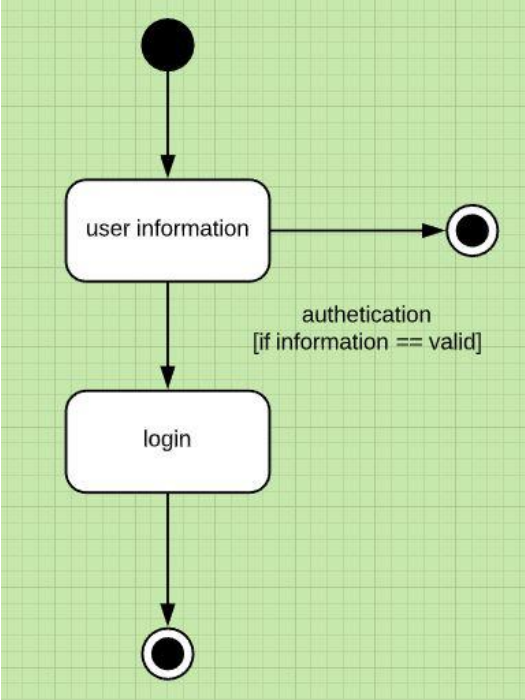 user information
authetication
[if information == valid]
login